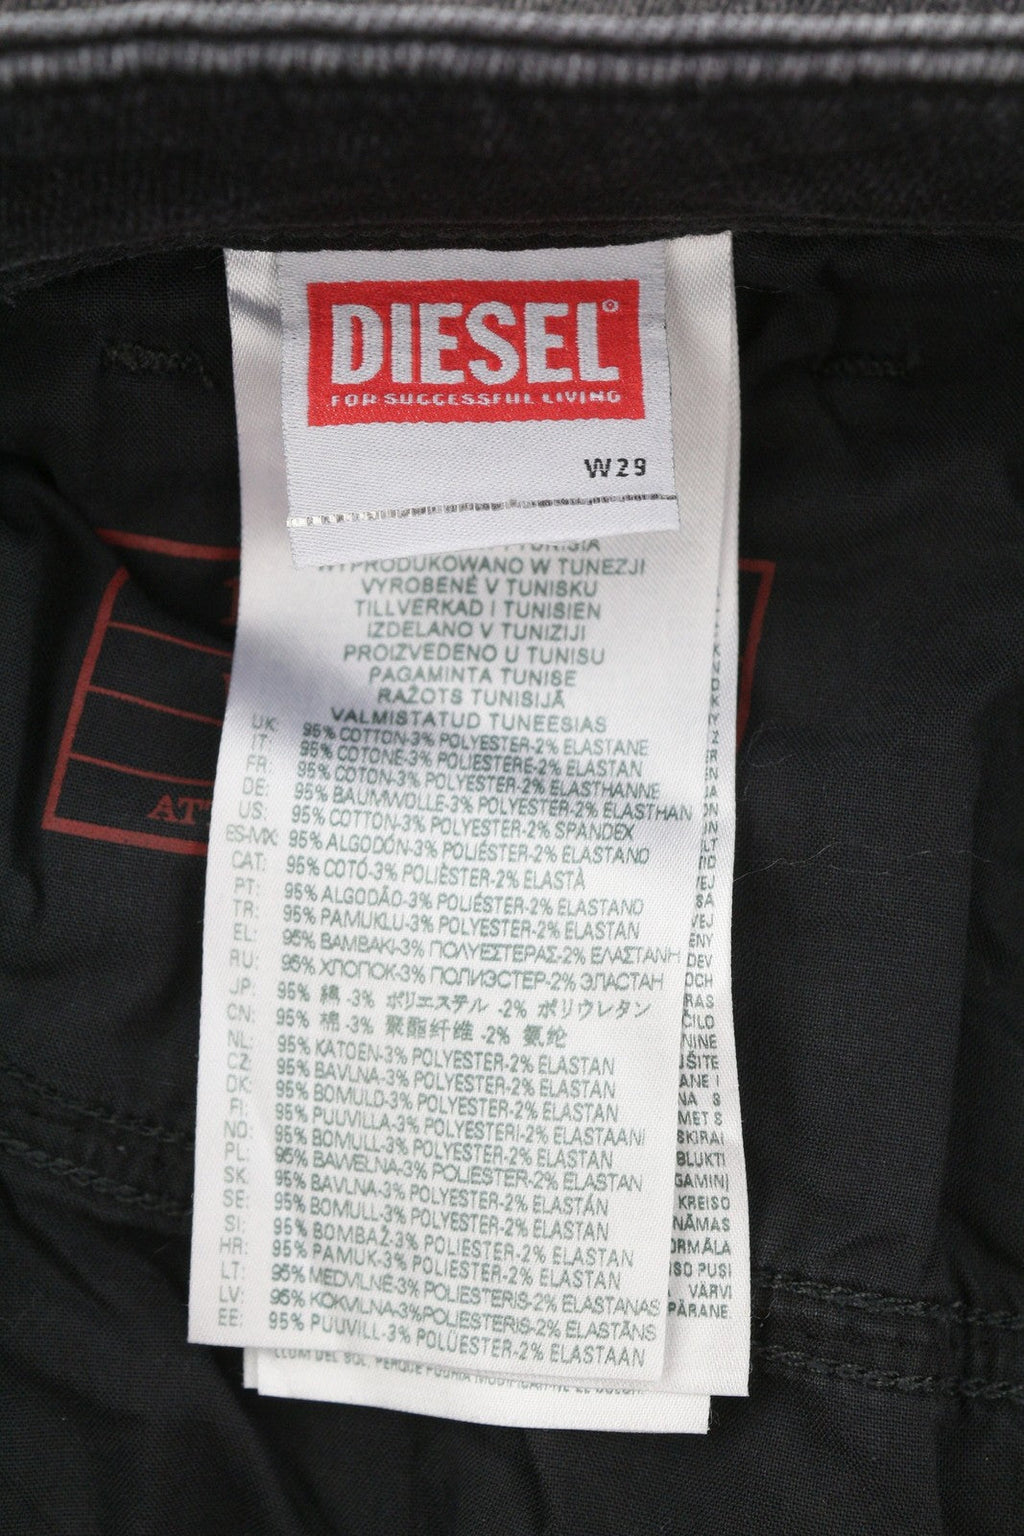 DIESEL®
FOR SUCCESSFUL LIVING
W29
TUNISIA
WYPRODUKOWANO W TUNEZJI
VYROBENÉ V TUNISKU
TILLVERKAD I TUNISIEN
IZDELANO V TUNIZIJI
PROIZVEDENO U TUNISU
PAGAMINTA TUNISE
RAŽOTS TUNISIJĀ
VALMISTATUD TUNEESIAS
UK: 95% COTTON-3% POLYESTER-2% ELASTANE
IT: 95% COTONE-3% POLIESTERE-2% ELASTAN
FR: 95% COTON-3% POLYESTER-2% ELASTHANNE
DE: 95% BAUMWOLLE-3% POLYESTER-2% ELASTHAN
US: 95% COTTON-3% POLYESTER-2% SPANDEX
ES-MX: 95% ALGODÓN-3% POLIÉSTER-2% ELASTANO
CAT: 95% COTÓ-3% POLIÈSTER-2% ELASTÀ
PT: 95% ALGODÃO-3% POLIÉSTER-2% ELASTANO
TR: 95% PAMUKLU-3% POLYESTER-2% ELASTAN
EL: 95% ΒΑΜΒΑΚΙ-3% ΠΟΛΥΕΣΤΕΡΑΣ-2% ΕΛΑΣΤΑΝΗ
RU: 95% ХЛОПОК-3% ПОЛИЭСТЕР-2% ЭЛАСТАН
JP: 95% 綿 -3% ポリエステル -2% ポリウレタン
CN: 95% 棉 -3% 聚酯纤维 -2% 氨纶
NL: 95% KATOEN-3% POLYESTER-2% ELASTAN
CZ: 95% BAVLNA-3% POLYESTER-2% ELASTAN
DK: 95% BOMULD-3% POLYESTER-2% ELASTAN
FI: 95% PUUVILLA-3% POLYESTERI-2% ELASTAANI
NO: 95% BOMULL-3% POLYESTER-2% ELASTAN
PL: 95% BAWEŁNA-3% POLIESTER-2% ELASTAN
SK: 95% BAVLNA-3% POLYESTER-2% ELASTÁN
SE: 95% BOMULL-3% POLYESTER-2% ELASTAN
SI: 95% BOMBAŽ-3% POLIESTER-2% ELASTAN
HR: 95% PAMUK-3% POLIESTER-2% ELASTAN
LT: 95% MEDVILNĖ-3% POLIESTERIS-2% ELASTANAS
LV: 95% KOKVILNA-3%POLIESTERIS-2% ELASTĀNS
EE: 95% PUUVILL-3% POLÜESTER-2% ELASTAAN
KREISO
VÄRVI
PÄRANE.